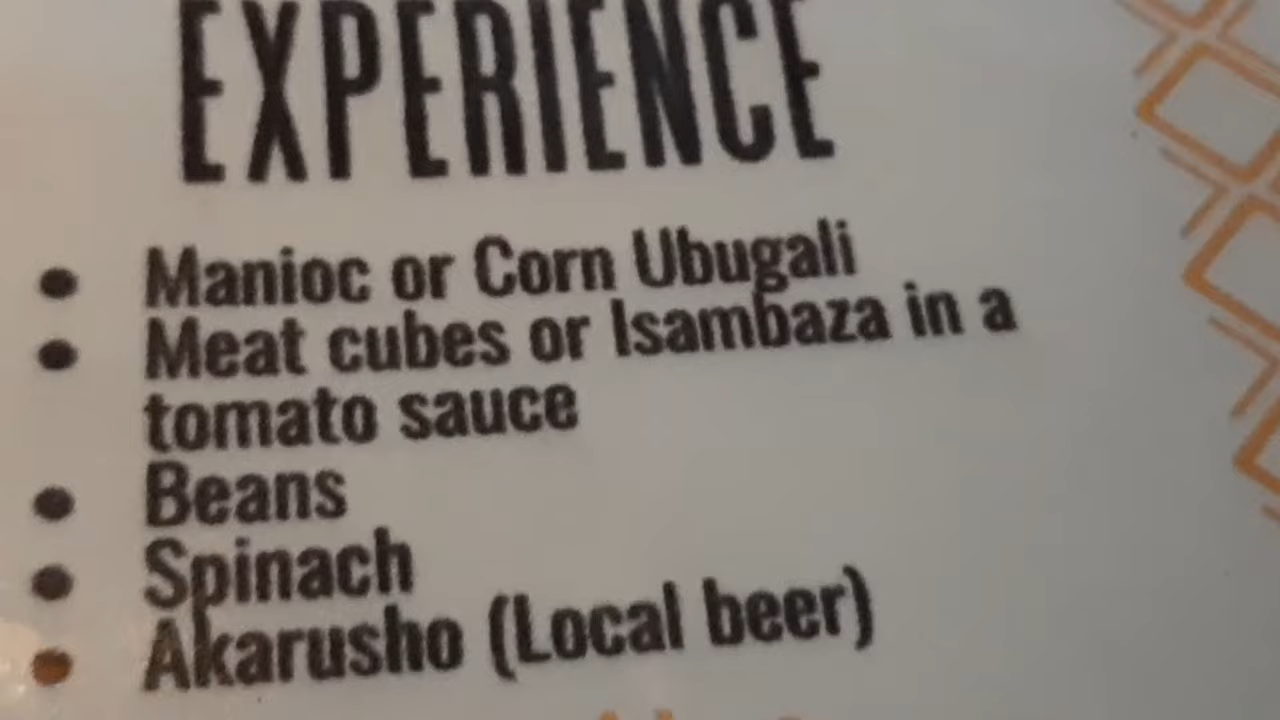 EXPERIENCE
• Manioc or Corn Ubugali
• Meat cubes or Isambaza in a
tomato sauce
• Beans
• Spinach
• Akarusho (Local beer)